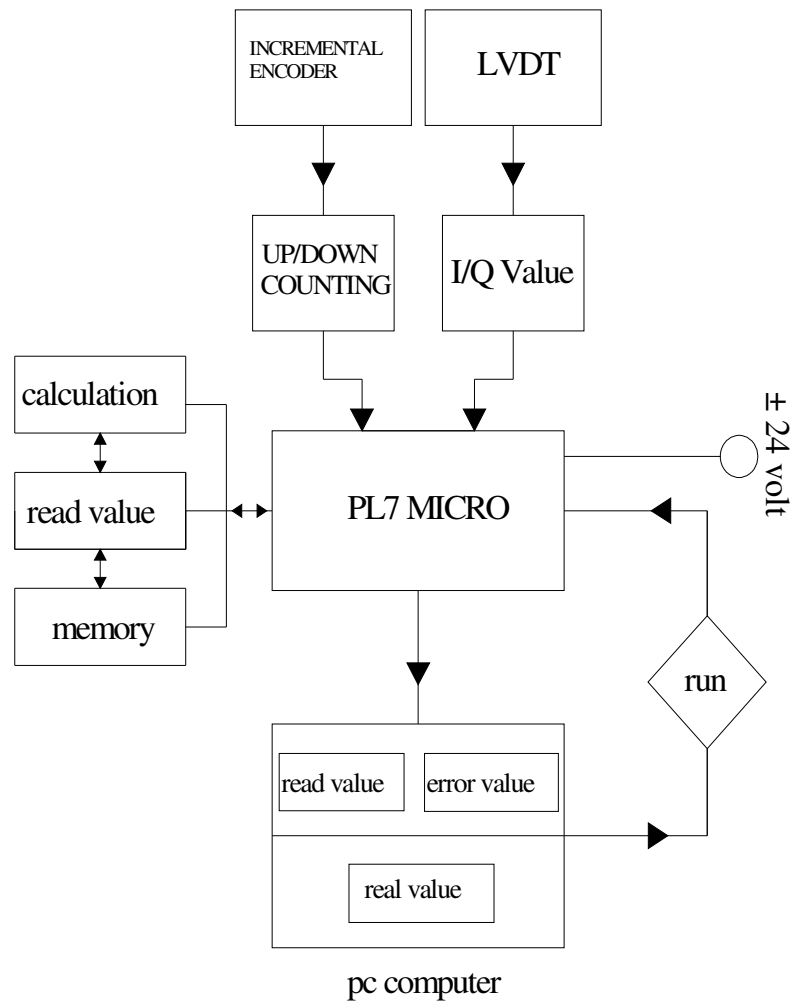 INCREMENTAL
ENCODER
LVDT
UP/DOWN
COUNTING
I/Q Value
calculation
read value
memory
PL7 MICRO
± 24 volt
run
read value
error value
real value
pc computer